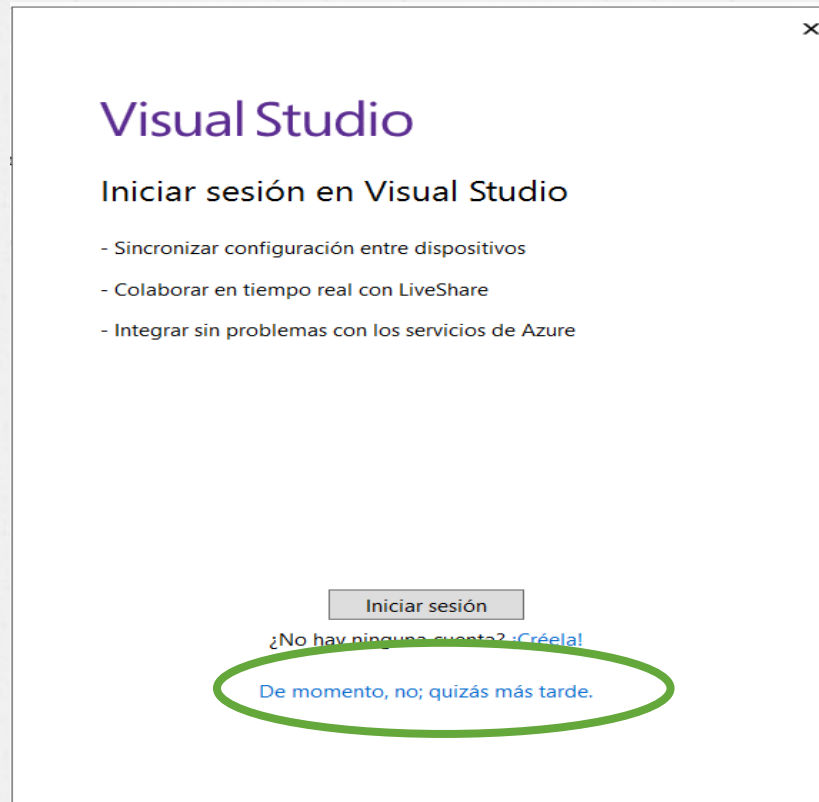 Visual Studio
Iniciar sesión en Visual Studio
- Sincronizar configuración entre dispositivos
- Colaborar en tiempo real con LiveShare
- Integrar sin problemas con los servicios de Azure
Iniciar sesión
¿No hay ninguna cuenta? ¡Créela!
De momento, no; quizás más tarde.